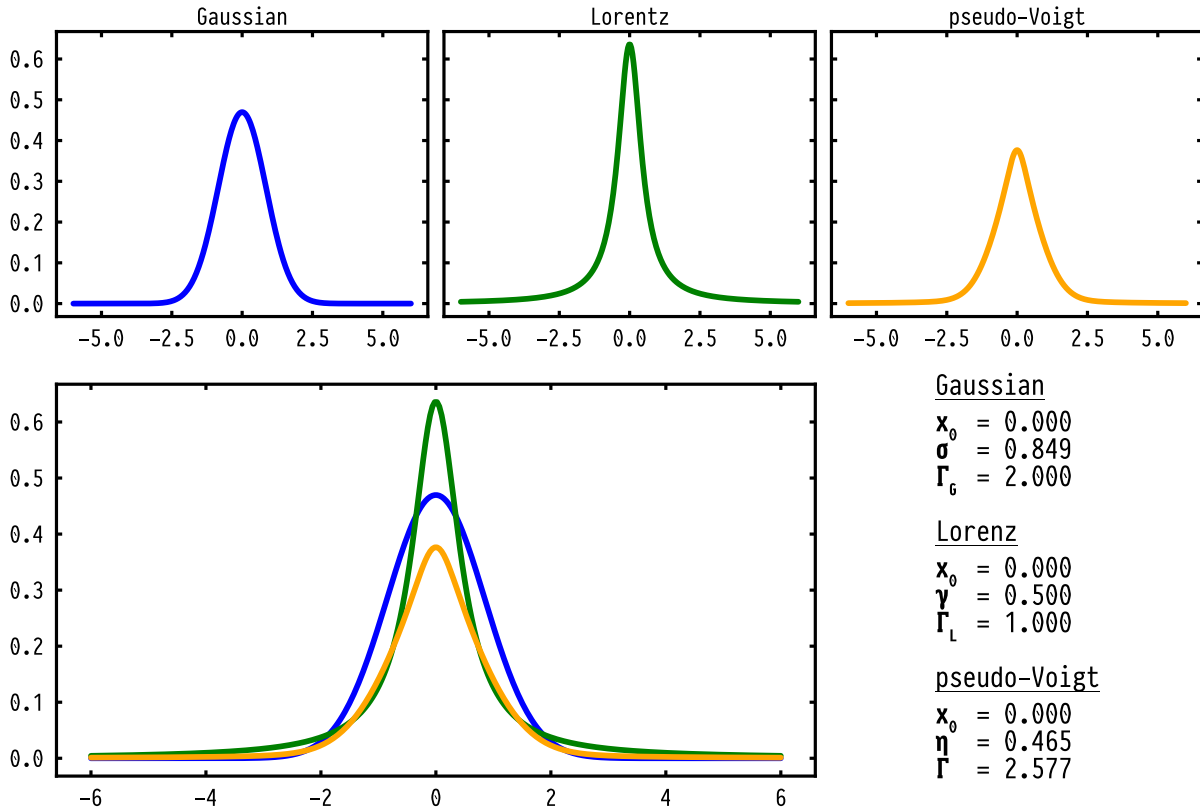 Gaussian Lorentz pseudo-Voigt
0.6
0.5
0.4
0.3
0.2
0.1
0.0
−5.0 −2.5 0.0 2.5 5.0 −5.0 −2.5 0.0 2.5 5.0 −5.0 −2.5 0.0 2.5 5.0
0.6
0.5
0.4
0.3
0.2
0.1
0.0
−6 −4 −2 0 2 4 6
Gaussian
x₀ = 0.000
σ = 0.849
Γ_G = 2.000
Lorenz
x₀ = 0.000
γ = 0.500
Γ_L = 1.000
pseudo-Voigt
x₀ = 0.000
η = 0.465
Γ = 2.577